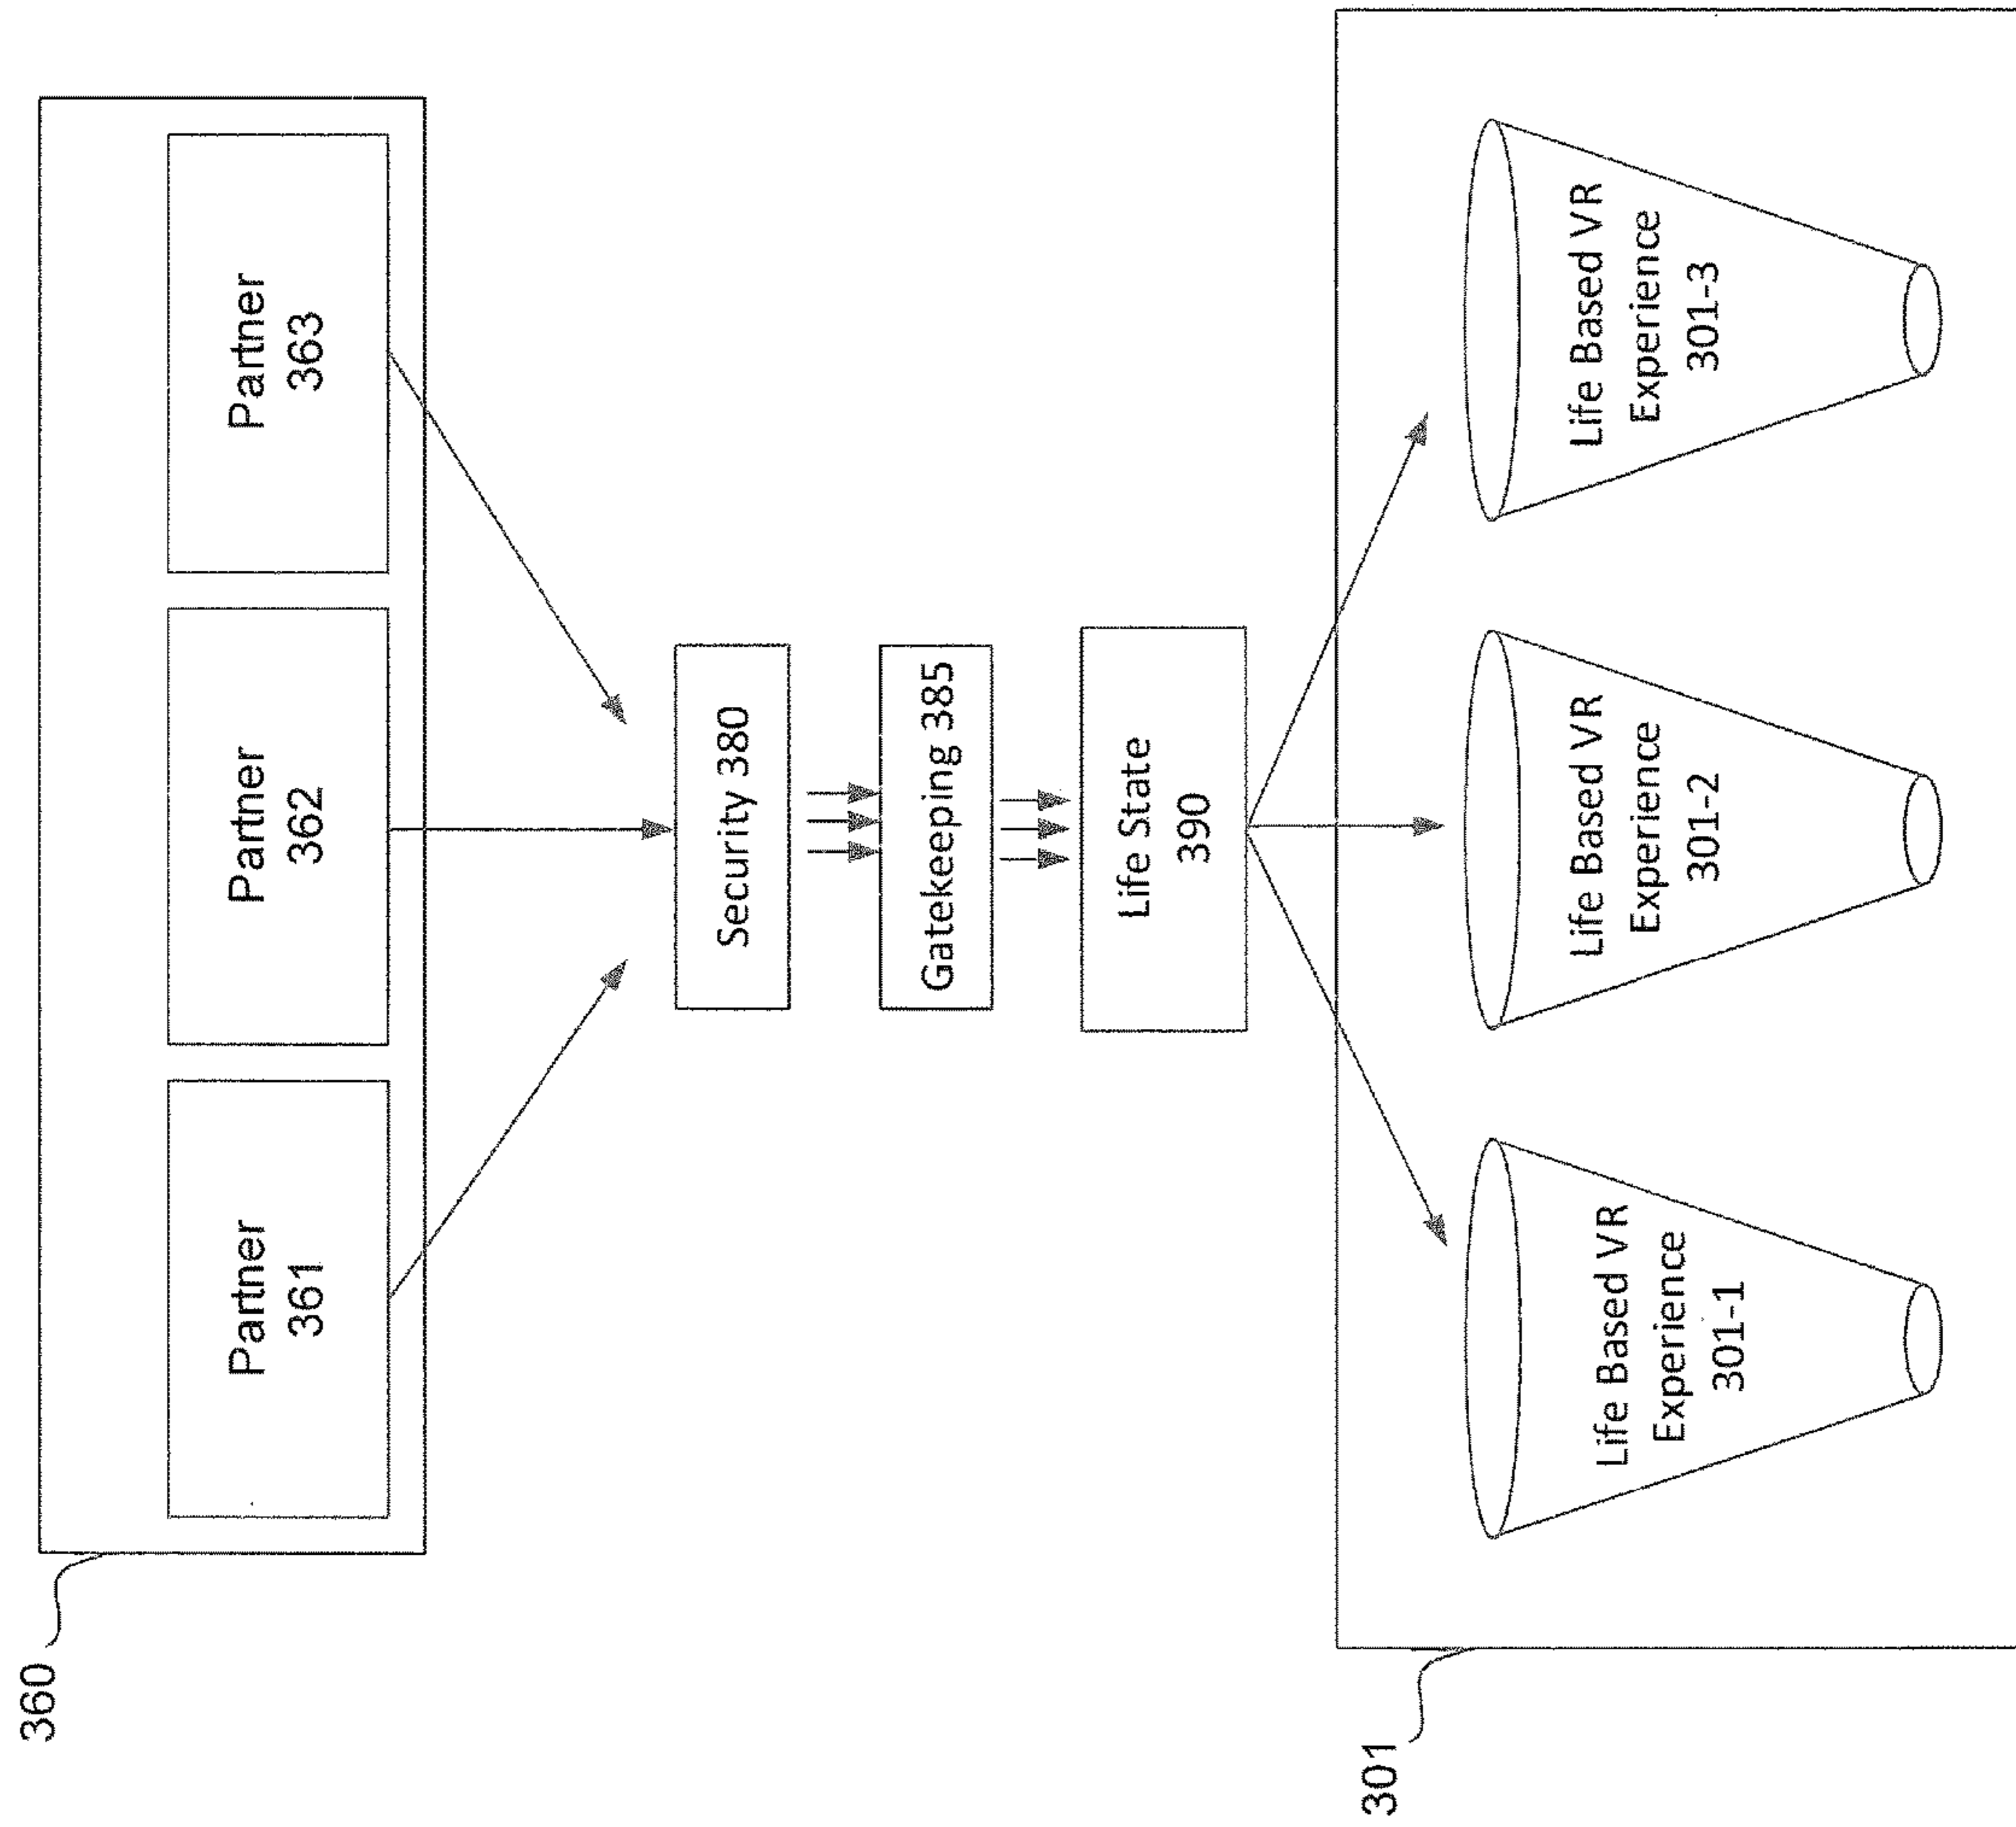 360
Partner
361
Partner
362
Partner
363
Security 380
Gatekeeping 385
Life State
390
301
Life Based VR
Experience
301-1
Life Based VR
Experience
301-2
Life Based VR
Experience
301-3